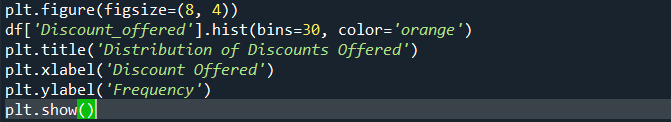 plt.figure(figsize=(8, 4))
df['Discount_offered'].hist(bins=30, color='orange')
plt.title('Distribution of Discounts Offered')
plt.xlabel('Discount Offered')
plt.ylabel('Frequency')
plt.show()